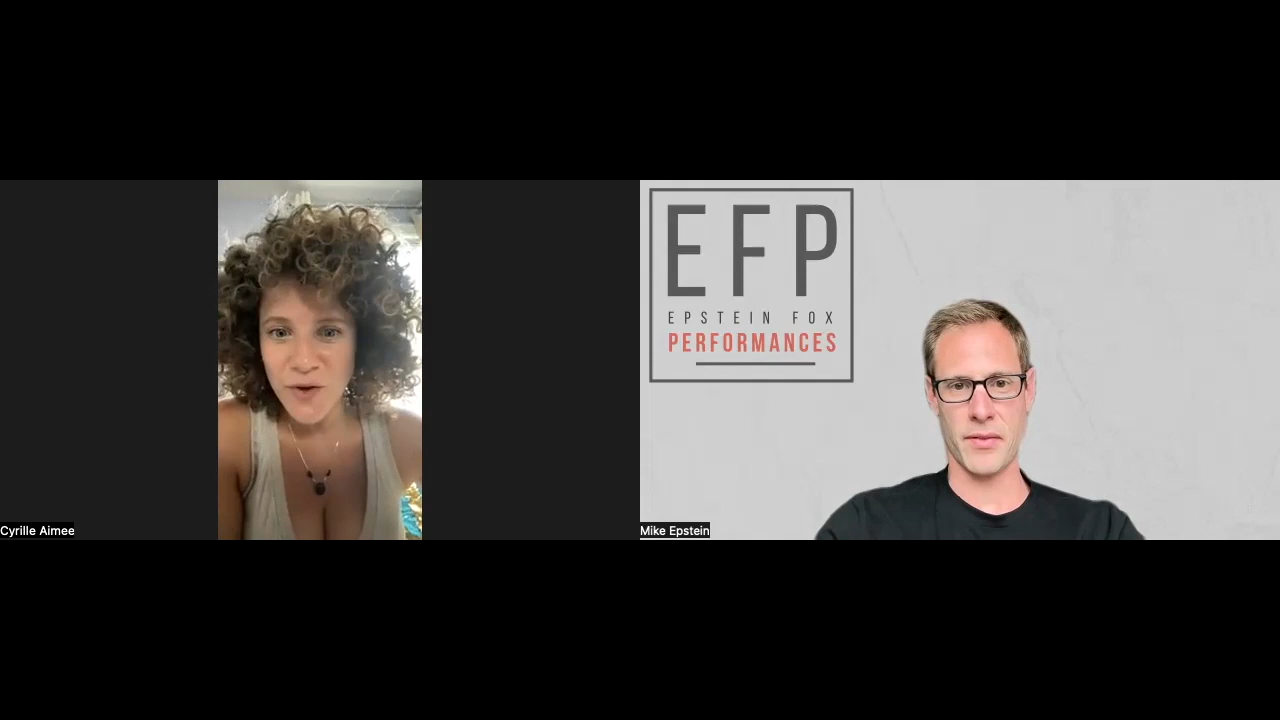 EFP
EPSTEIN FOX
PERFORMANCES
Cyrille Aimee
Mike Epstein